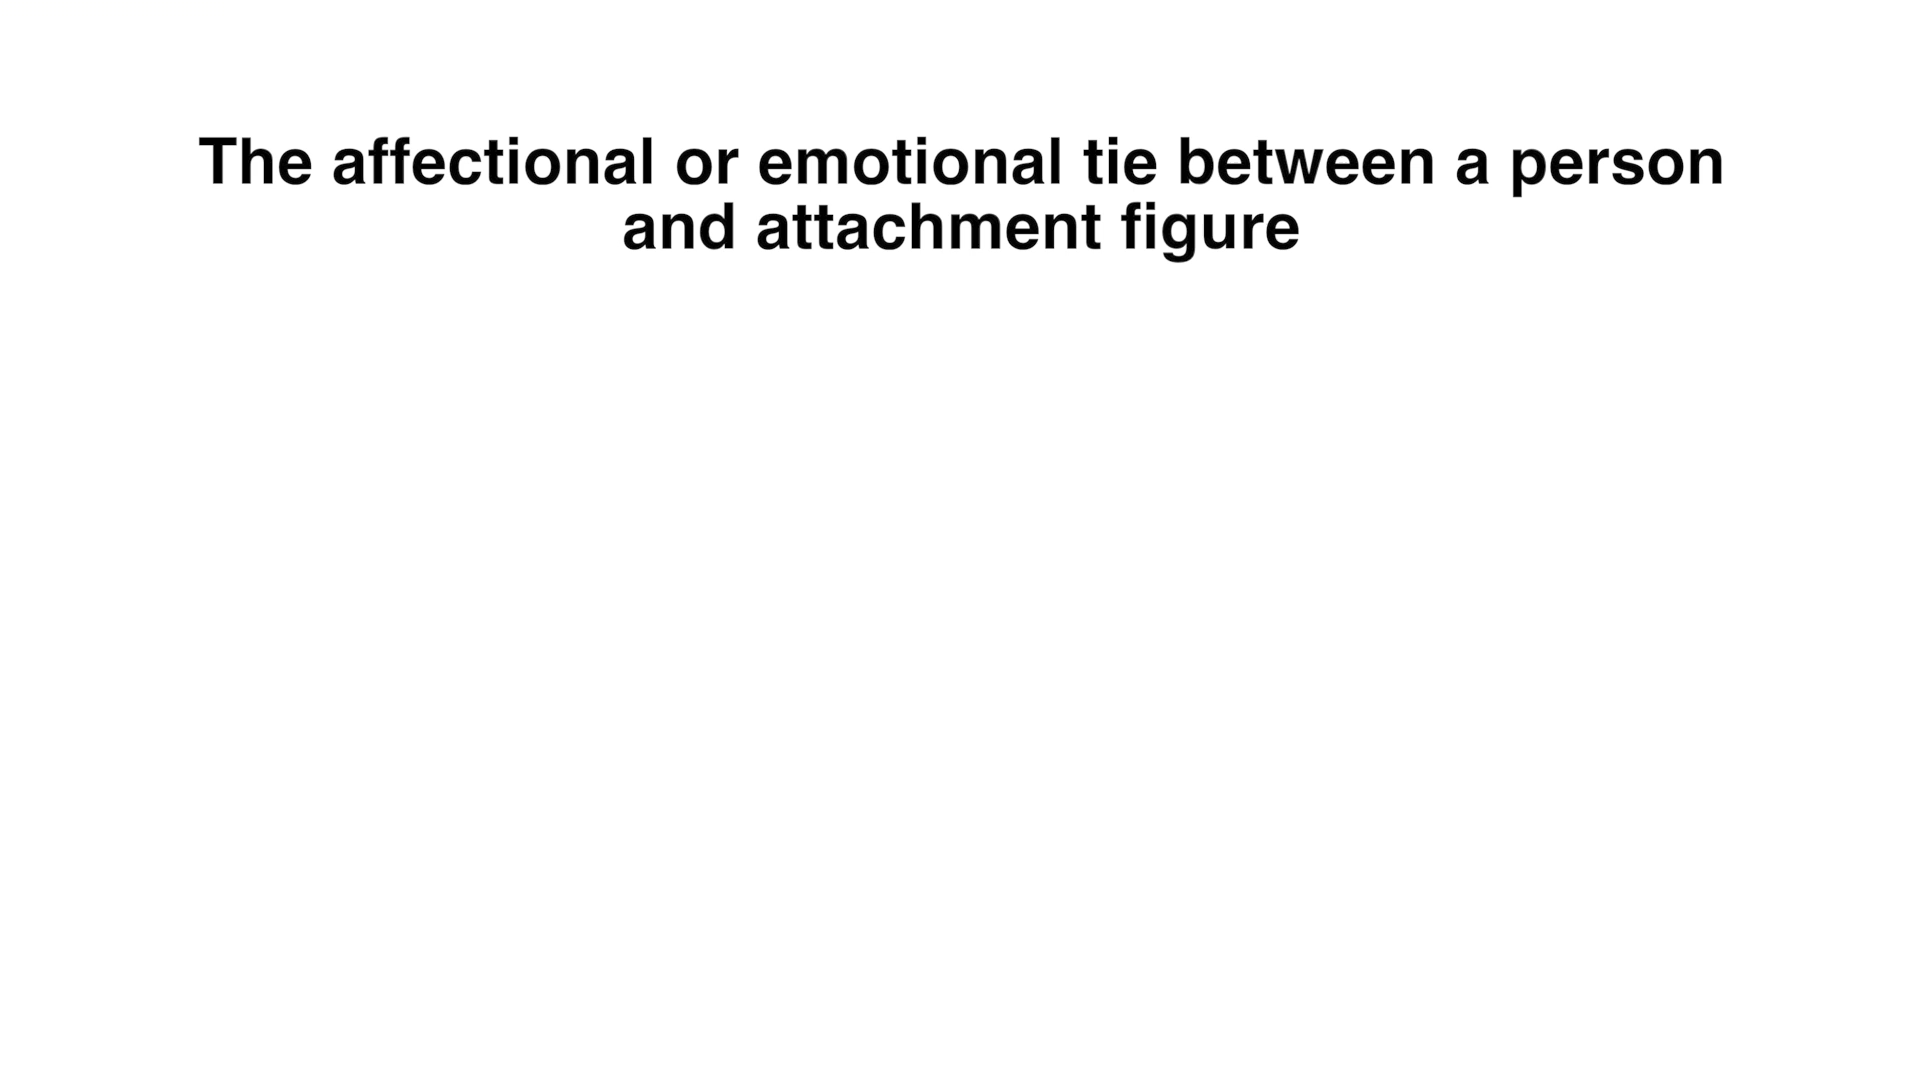 The affectional or emotional tie between a person
and attachment figure